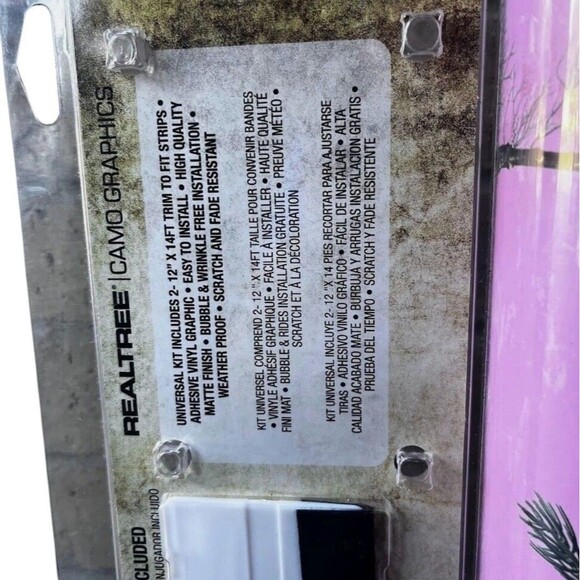 REALTREE | CAMO GRAPHICS
UNIVERSAL KIT INCLUDES 2- 12" X 14FT TRIM TO FIT STRIPS •
ADHESIVE VINYL GRAPHIC • EASY TO INSTALL • HIGH QUALITY
MATTE FINISH • BUBBLE & WRINKLE FREE INSTALLATION •
WEATHER PROOF • SCRATCH AND FADE RESISTANT
KIT UNIVERSEL COMPREND 2- 12 " X 14FT TAILLE POUR CONVENIR BANDES
• VINYLE ADHÉSIF GRAPHIQUE • FACILE À INSTALLER • HAUTE QUALITÉ
FINI MAT • BUBBLE & RIDES INSTALLATION GRATUITE • PREUVE MÉTÉO •
SCRATCH ET À LA DÉCOLORATION
KIT UNIVERSAL INCLUYE 2- 12 "X 14 PIES RECORTAR PARA AJUSTARSE
TIRAS • ADHESIVO VINILO GRÁFICO • FÁCIL DE INSTALAR • ALTA
CALIDAD ACABADO MATE • BURBUJA Y ARRUGAS INSTALACION GRATIS •
PRUEBA DEL TIEMPO • SCRATCH Y FADE RESISTENTE
CLUDED
NJUGADOR INCLUIDO